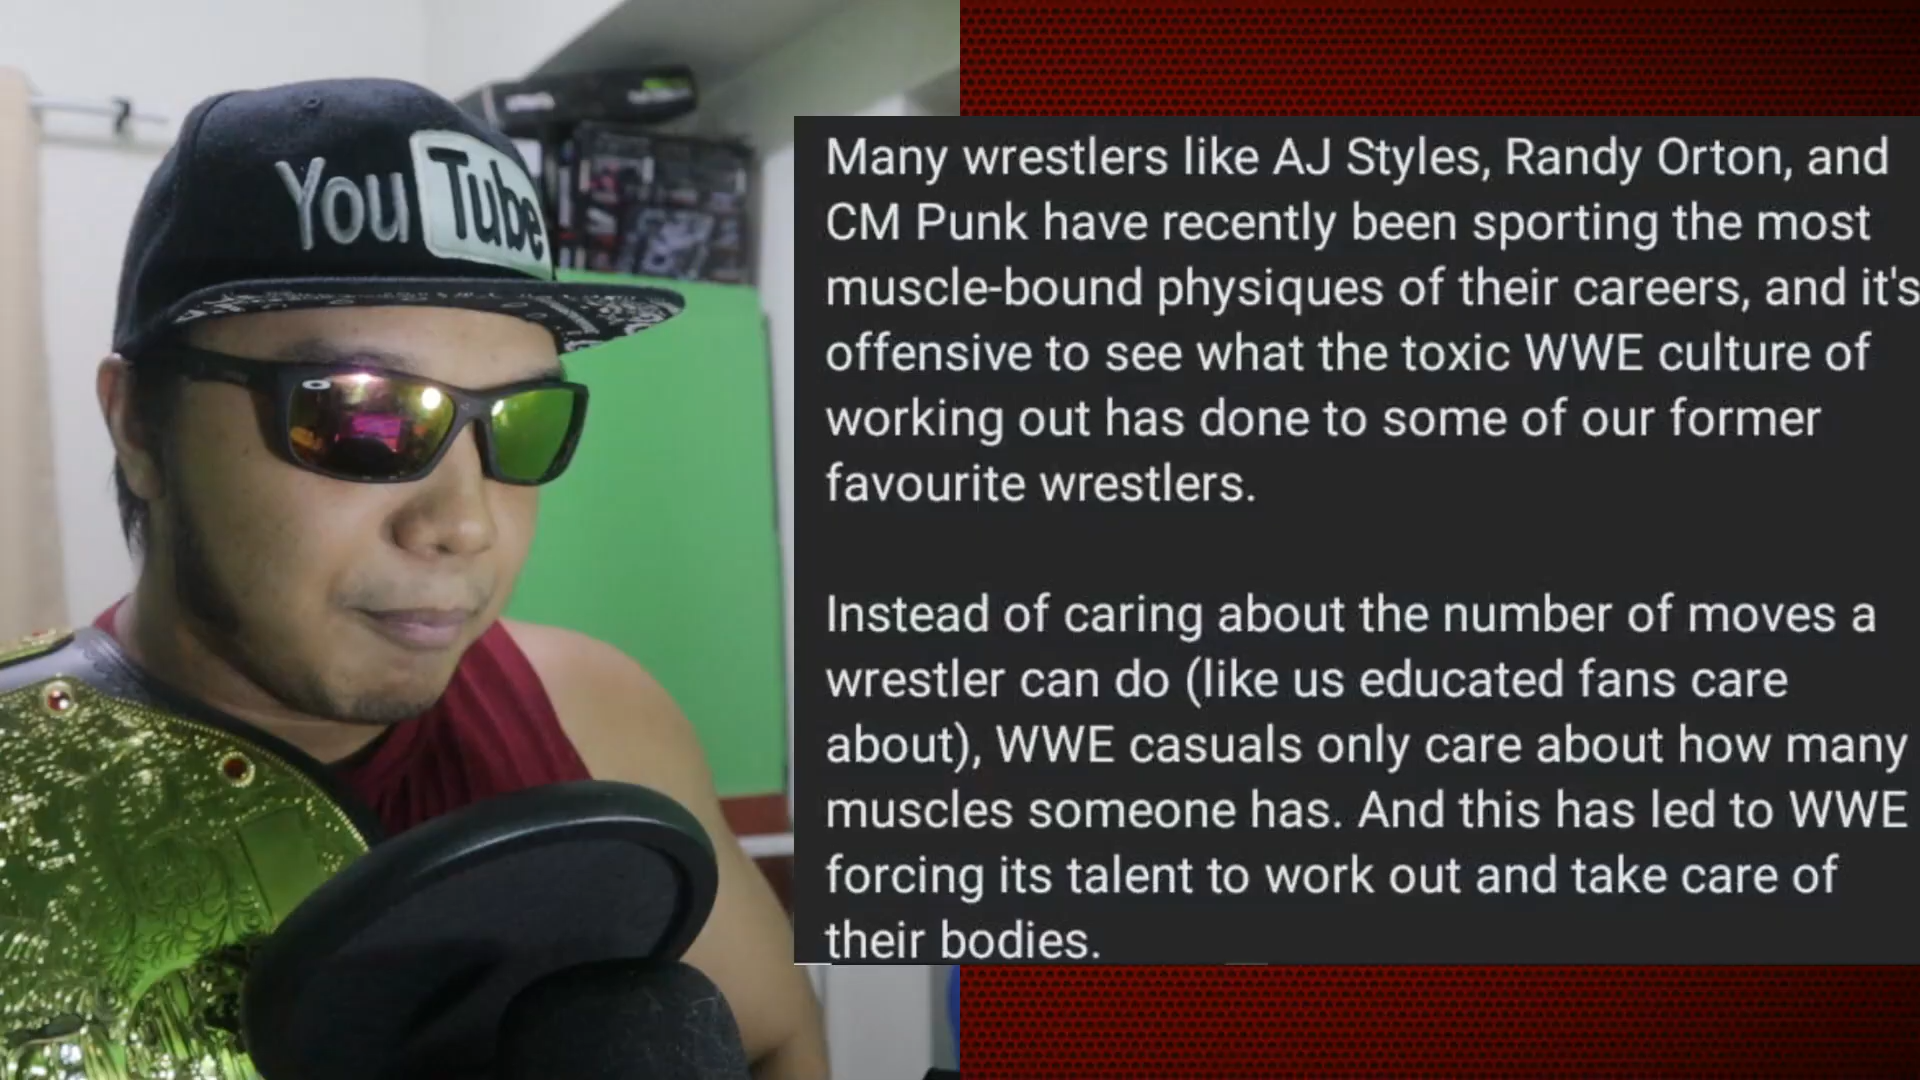 You Tube
Many wrestlers like AJ Styles, Randy Orton, and
CM Punk have recently been sporting the most
muscle-bound physiques of their careers, and it's
offensive to see what the toxic WWE culture of
working out has done to some of our former
favourite wrestlers.
Instead of caring about the number of moves a
wrestler can do (like us educated fans care
about), WWE casuals only care about how many
muscles someone has. And this has led to WWE
forcing its talent to work out and take care of
their bodies.